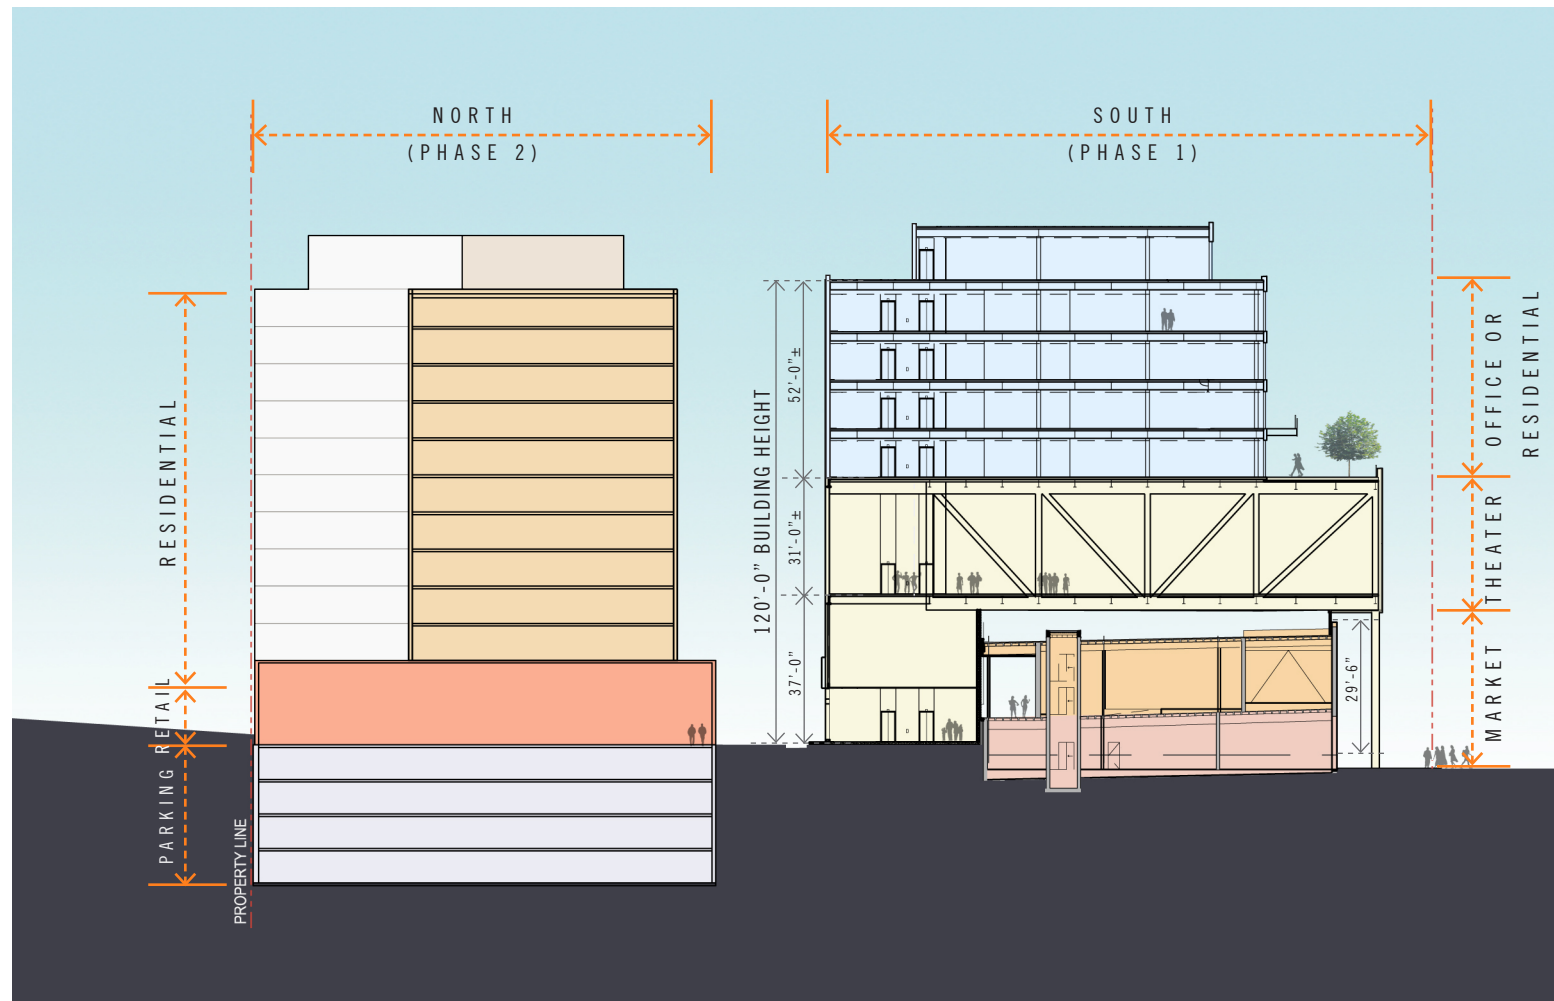 NORTH
(PHASE 2)
SOUTH
(PHASE 1)
RESIDENTIAL
RETAIL
PARKING
PROPERTY LINE
120'-0" BUILDING HEIGHT
52'-0"±
31'-0"±
37'-0"
29'-6"
OFFICE OR
RESIDENTIAL
THEATER
MARKET